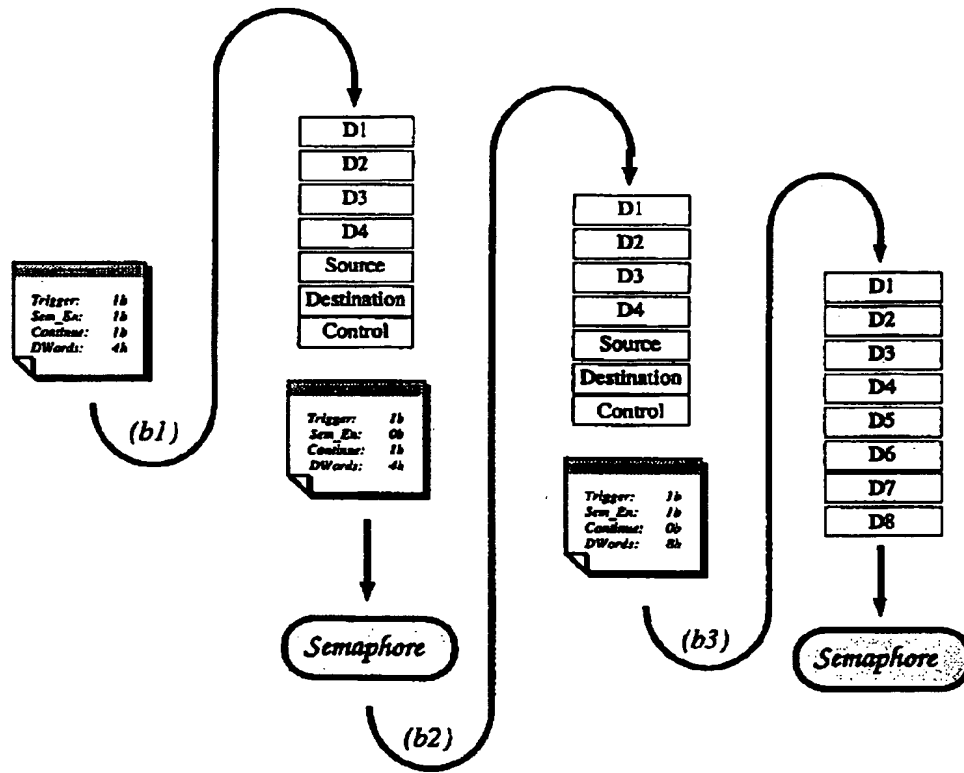 Trigger: 1b
Sem_En: 1b
Continue: 1b
DWords: 4h
(b1)
D1
D2
D3
D4
Source
Destination
Control
Trigger: 1b
Sem_En: 0b
Continue: 1b
DWords: 4h
Semaphore
(b2)
D1
D2
D3
D4
Source
Destination
Control
Trigger: 1b
Sem_En: 1b
Continue: 0b
DWords: 8h
(b3)
D1
D2
D3
D4
D5
D6
D7
D8
Semaphore